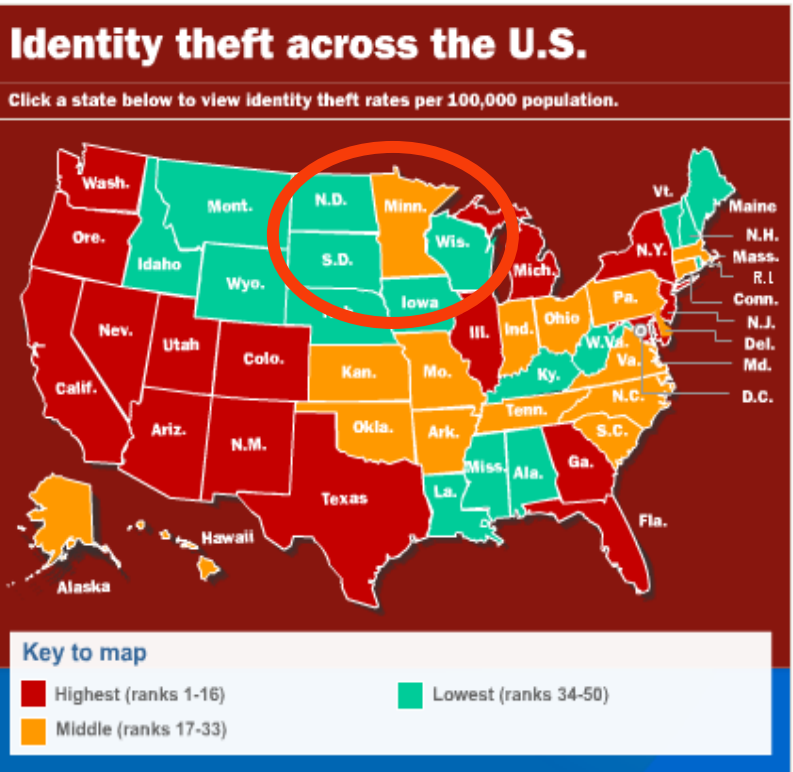 Identity theft across the U.S.
Click a state below to view identity theft rates per 100,000 population.
Wash.
Mont.
N.D.
Minn.
Vt.
Maine
Ore.
Idaho
Wyo.
S.D.
Wis.
Mich.
N.Y.
N.H.
Mass.
R.I
Conn.
N.J.
Del.
Md.
D.C.
Nev.
Utah
Colo.
Iowa
Ill.
Ind.
Ohio
Pa.
W.Va.
Va.
Calif.
Kan.
Mo.
Ky.
N.C.
Ariz.
N.M.
Okla.
Ark.
Tenn.
S.C.
Texas
La.
Miss.
Ala.
Ga.
Fla.
Hawaii
Alaska
Key to map
Highest (ranks 1-16)
Lowest (ranks 34-50)
Middle (ranks 17-33)